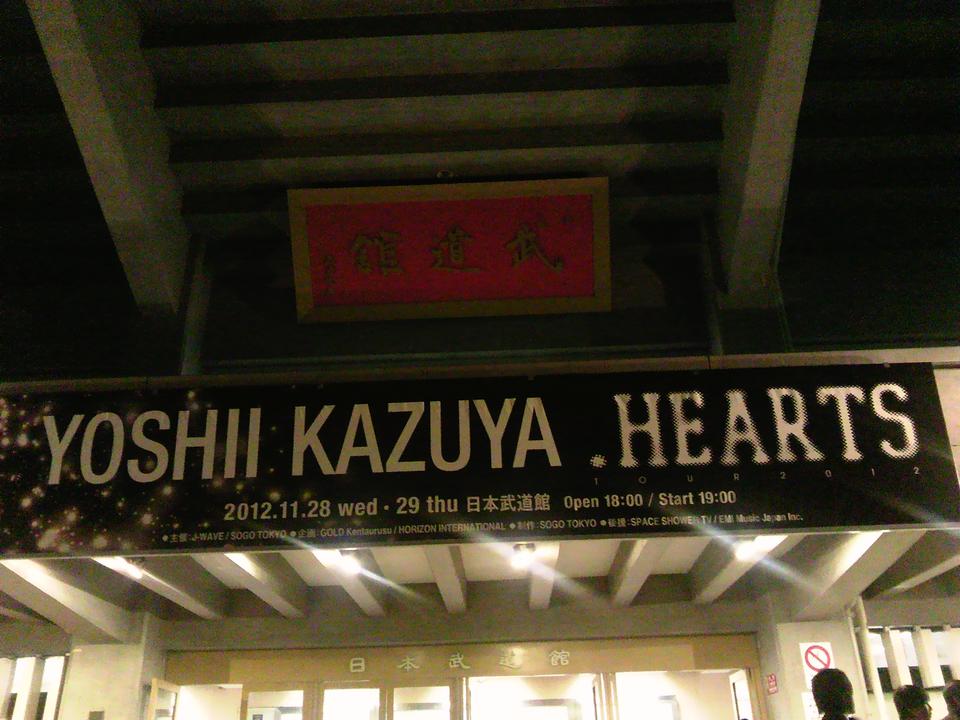 武道館
YOSHII KAZUYA .HEARTS
TOUR2012
2012.11.28 wed・29 thu 日本武道館 Open 18:00 / Start 19:00
●主催:J-WAVE / SOGO TOKYO ●企画:GOLD Kentaurusu / HORIZON INTERNATIONAL ●制作:SOGO TOKYO ●後援:SPACE SHOWER TV / EMI Music Japan Inc.
日本武道館